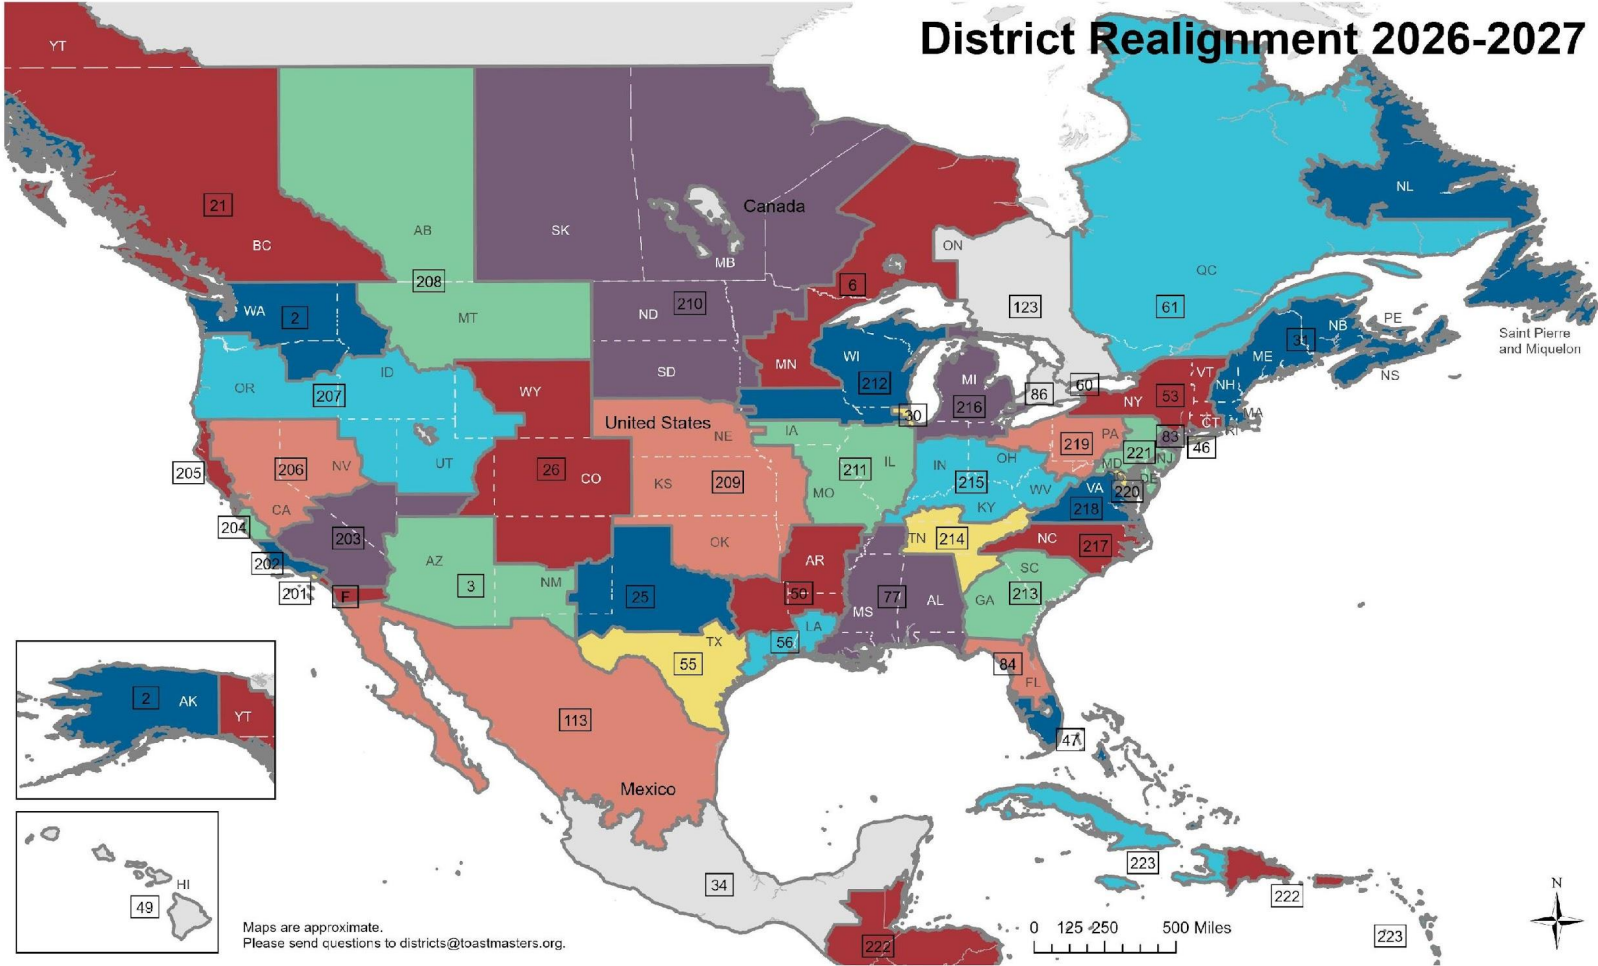 District Realignment 2026-2027
YT
21
BC
AB
208
SK
Canada
MB
ON
NL
QC
6
123
61
WA
2
MT
ND
210
SD
MN
WI
212
30
MI
216
86
60
VT
NY
53
NH
ME
31
NB
PE
NS
Saint Pierre
and Miquelon
MA
CT
RI
OR
207
ID
WY
United States
NE
IA
PA
219
83
46
221
NJ
205
206
NV
UT
26
CO
KS
209
MO
211
IL
IN
215
OH
WV
KY
MD
DE
220
VA
218
CA
204
203
202
201
F
AZ
3
NM
OK
AR
TN
214
NC
217
SC
GA
213
25
50
MS
77
AL
TX
55
56
LA
84
FL
47
113
Mexico
34
2
AK
YT
HI
49
223
222
222
223
Maps are approximate.
Please send questions to districts@toastmasters.org.
0 125 250 500 Miles
N